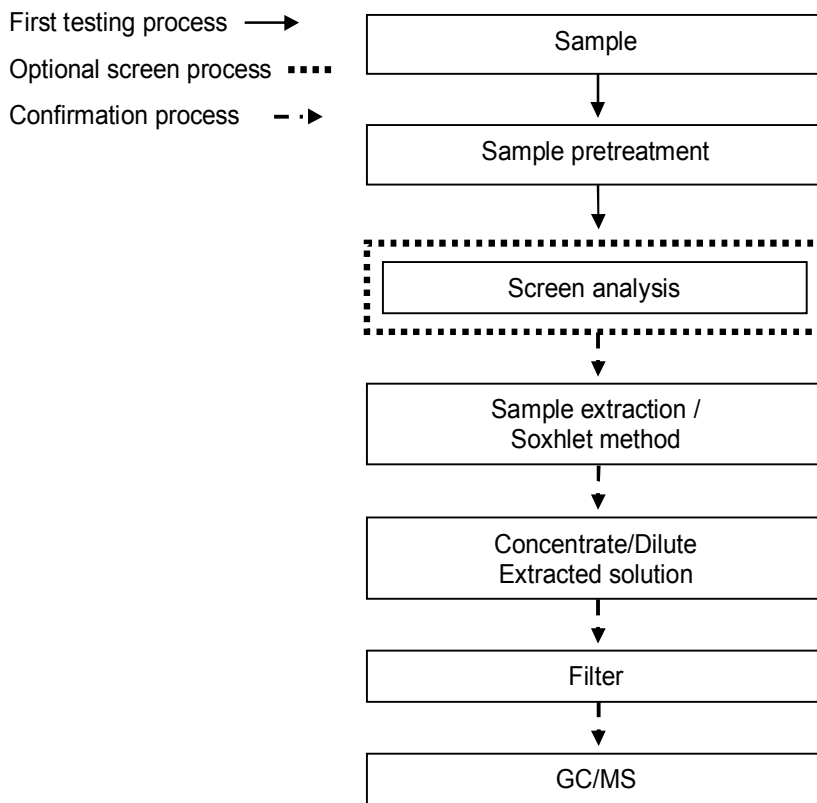 First testing process
Optional screen process
Confirmation process
Sample
Sample pretreatment
Screen analysis
Sample extraction /
Soxhlet method
Concentrate/Dilute
Extracted solution
Filter
GC/MS